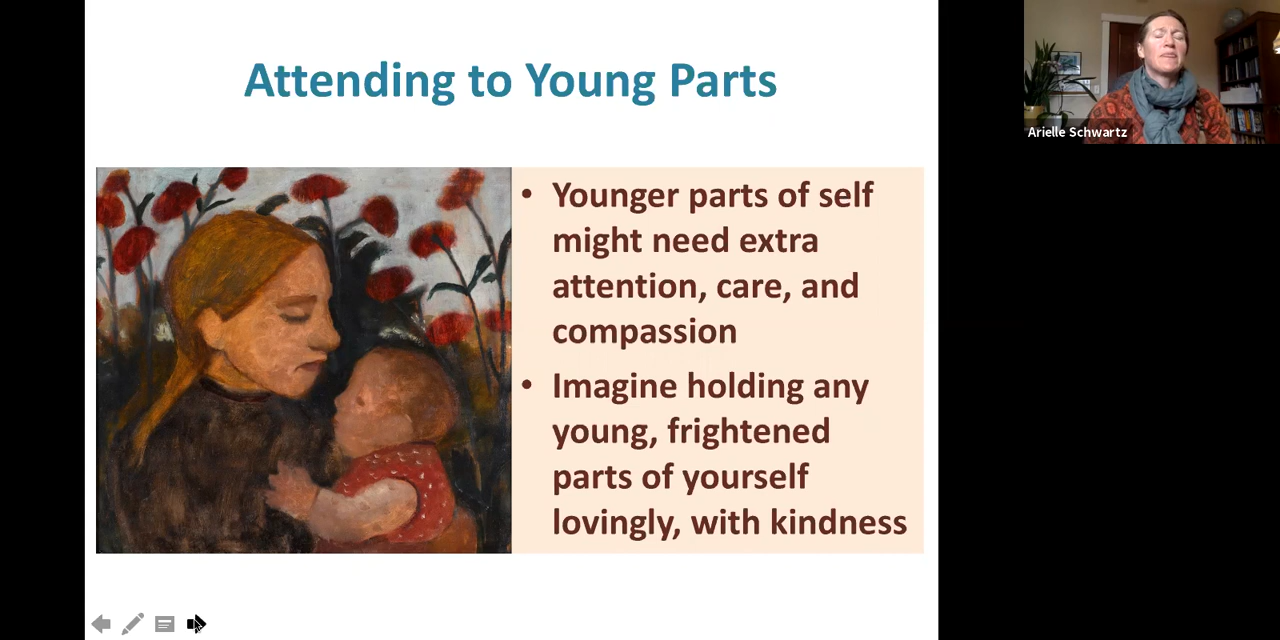 Attending to Young Parts
Arielle Schwartz
• Younger parts of self
might need extra
attention, care, and
compassion
• Imagine holding any
young, frightened
parts of yourself
lovingly, with kindness